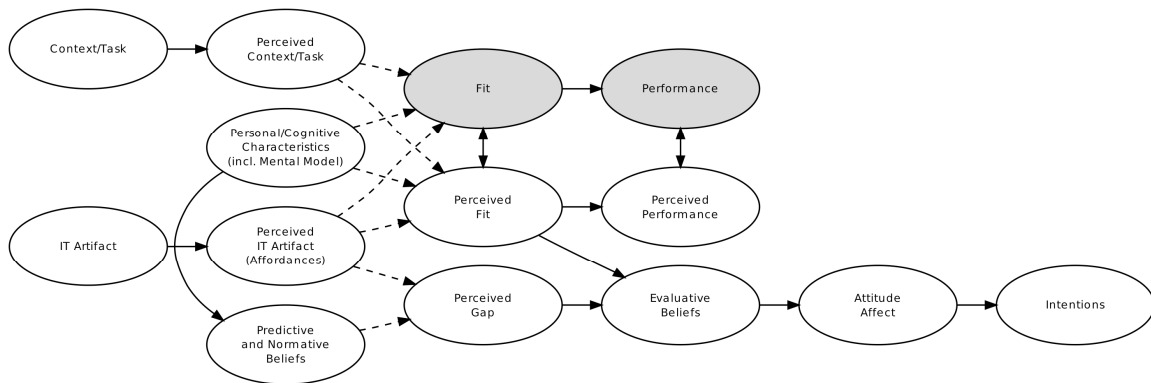 Context/Task
Perceived
Context/Task
Fit
Performance
Personal/Cognitive
Characteristics
(incl. Mental Model)
Perceived
Fit
Perceived
Performance
IT Artifact
Perceived
IT Artifact
(Affordances)
Perceived
Gap
Evaluative
Beliefs
Attitude
Affect
Intentions
Predictive
and Normative
Beliefs